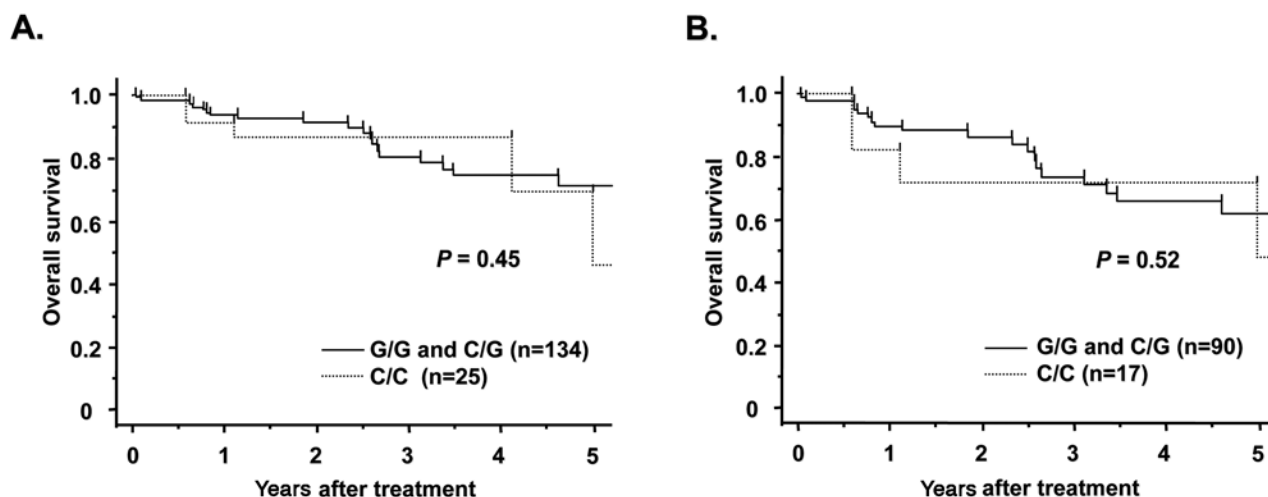 A.
Overall survival
1.0
0.8
0.6
0.4
0.2
0
P = 0.45
G/G and C/G (n=134)
C/C (n=25)
0 1 2 3 4 5
Years after treatment
B.
Overall survival
1.0
0.8
0.6
0.4
0.2
0
P = 0.52
G/G and C/G (n=90)
C/C (n=17)
0 1 2 3 4 5
Years after treatment